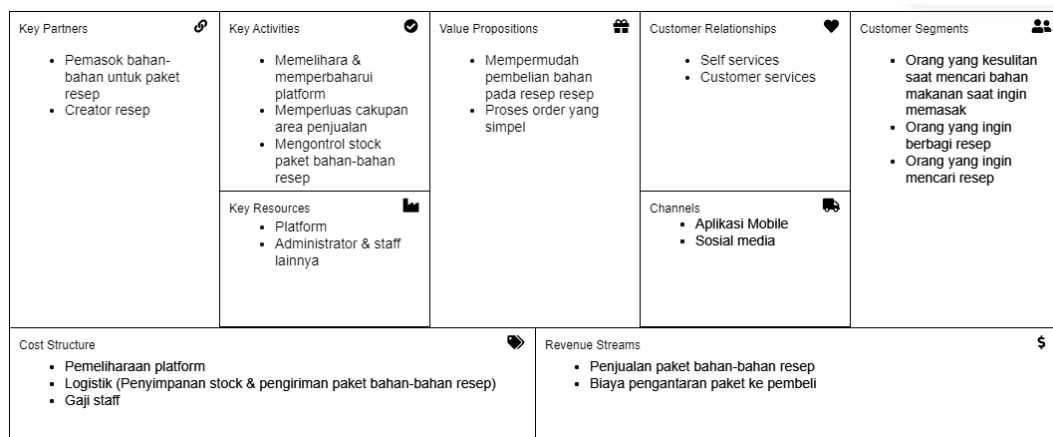 Key Partners
• Pemasok bahan-
bahan untuk paket
resep
• Creator resep
Key Activities
• Memelihara &
memperbaharui
platform
• Memperluas cakupan
area penjualan
• Mengontrol stock
paket bahan-bahan
resep
Key Resources
• Platform
• Administrator & staff
lainnya
Value Propositions
• Mempermudah
pembelian bahan
pada resep resep
• Proses order yang
simpel
Customer Relationships
• Self services
• Customer services
Channels
• Aplikasi Mobile
• Sosial media
Customer Segments
• Orang yang kesulitan
saat mencari bahan
makanan saat ingin
memasak
• Orang yang ingin
berbagi resep
• Orang yang ingin
mencari resep
Cost Structure
• Pemeliharaan platform
• Logistik (Penyimpanan stock & pengiriman paket bahan-bahan resep)
• Gaji staff
Revenue Streams
$
• Penjualan paket bahan-bahan resep
• Biaya pengantaran paket ke pembeli